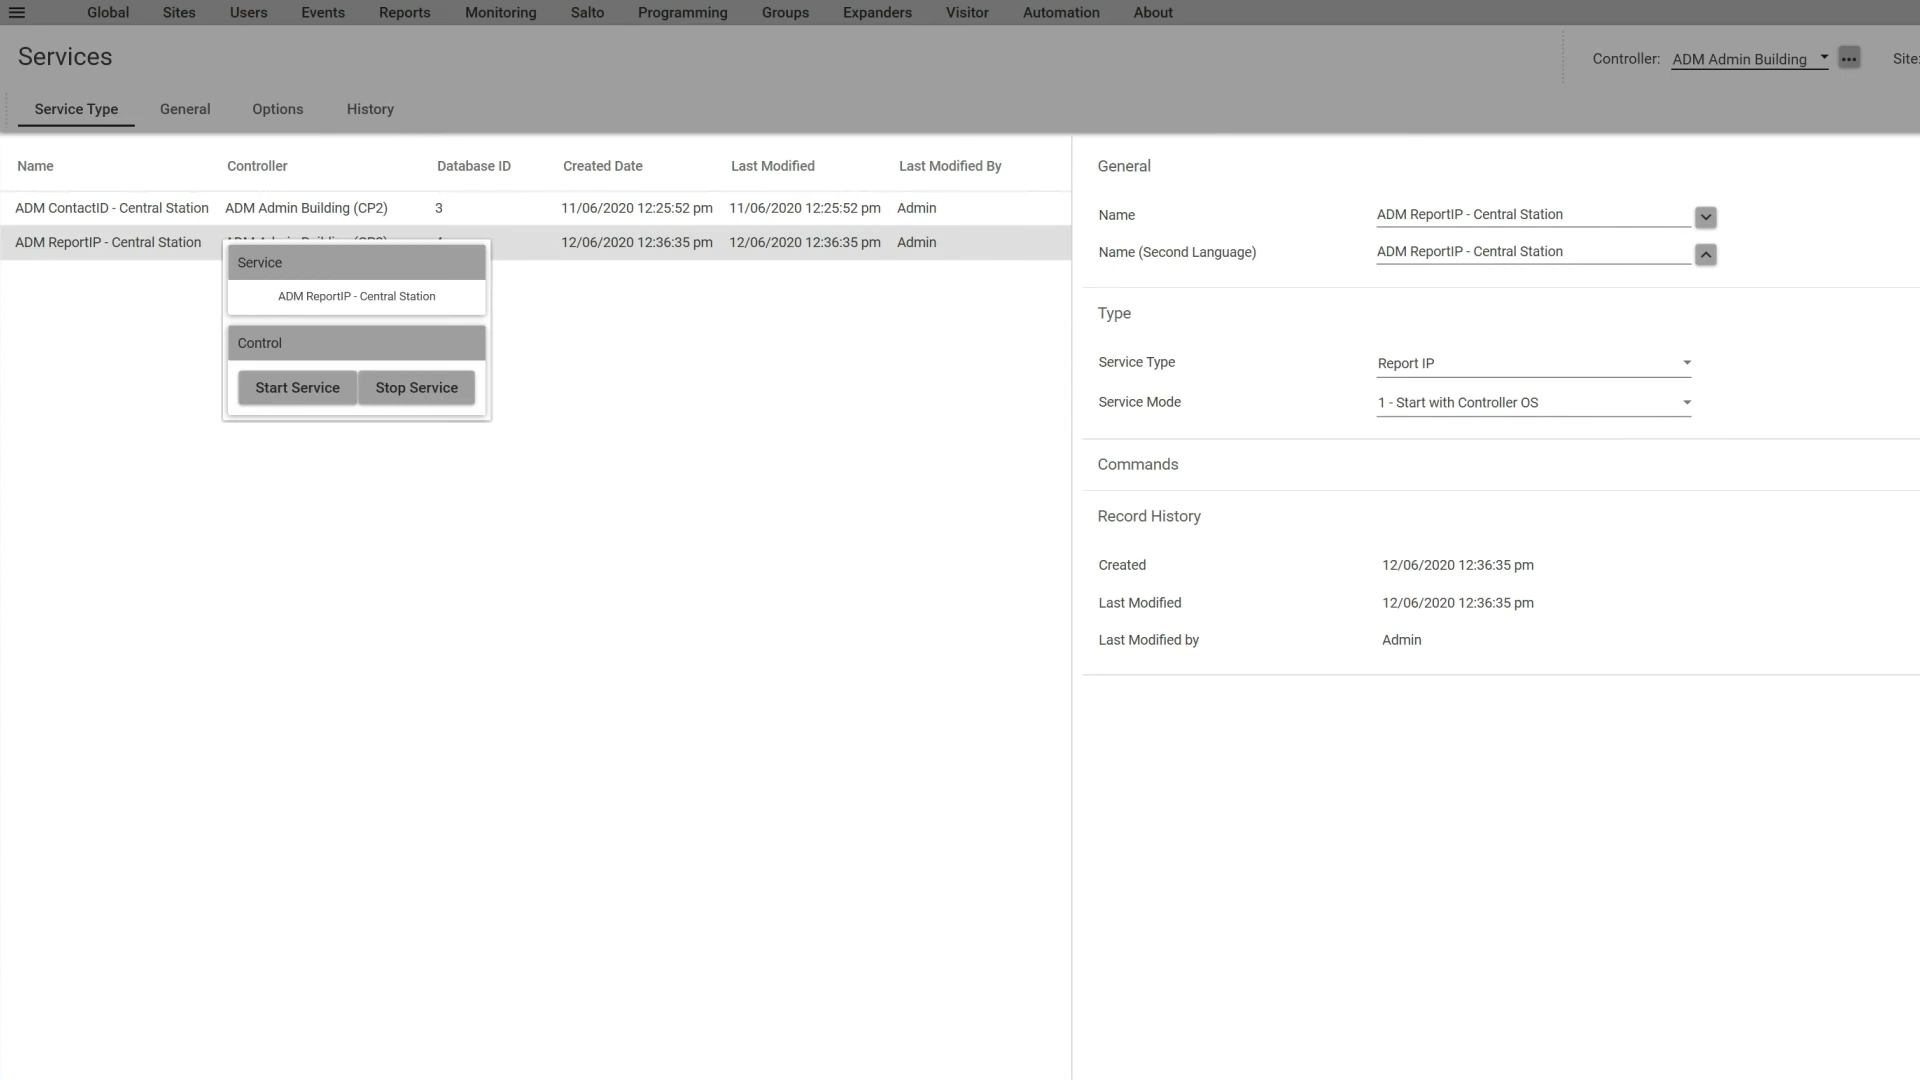 Global Sites Users Events Reports Monitoring Salto Programming Groups Expanders Visitor Automation About
Services
Controller: ADM Admin Building ... Site:
Service Type General Options History
Name Controller Database ID Created Date Last Modified Last Modified By
ADM ContactID - Central Station ADM Admin Building (CP2) 3 11/06/2020 12:25:52 pm 11/06/2020 12:25:52 pm Admin
ADM ReportIP - Central Station 12/06/2020 12:36:35 pm 12/06/2020 12:36:35 pm Admin
Service
ADM ReportIP - Central Station
Control
Start Service Stop Service
General
Name ADM ReportIP - Central Station
Name (Second Language) ADM ReportIP - Central Station
Type
Service Type Report IP
Service Mode 1 - Start with Controller OS
Commands
Record History
Created 12/06/2020 12:36:35 pm
Last Modified 12/06/2020 12:36:35 pm
Last Modified by Admin